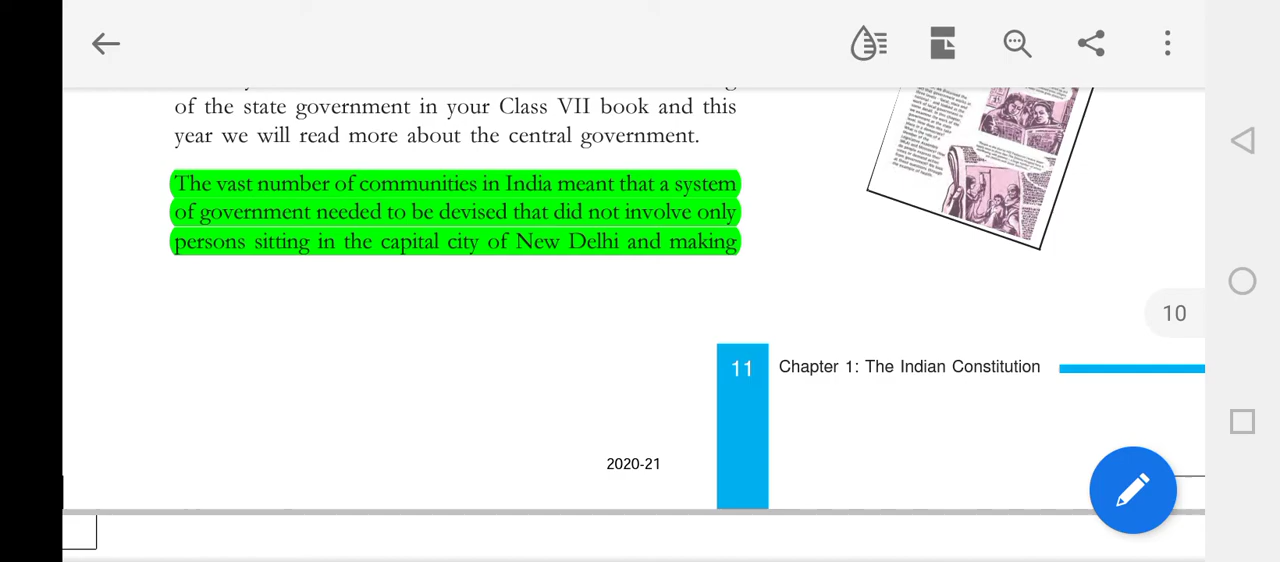 of the state government in your Class VII book and this
year we will read more about the central government.
The vast number of communities in India meant that a system
of government needed to be devised that did not involve only
persons sitting in the capital city of New Delhi and making
10
11
Chapter 1: The Indian Constitution
2020-21